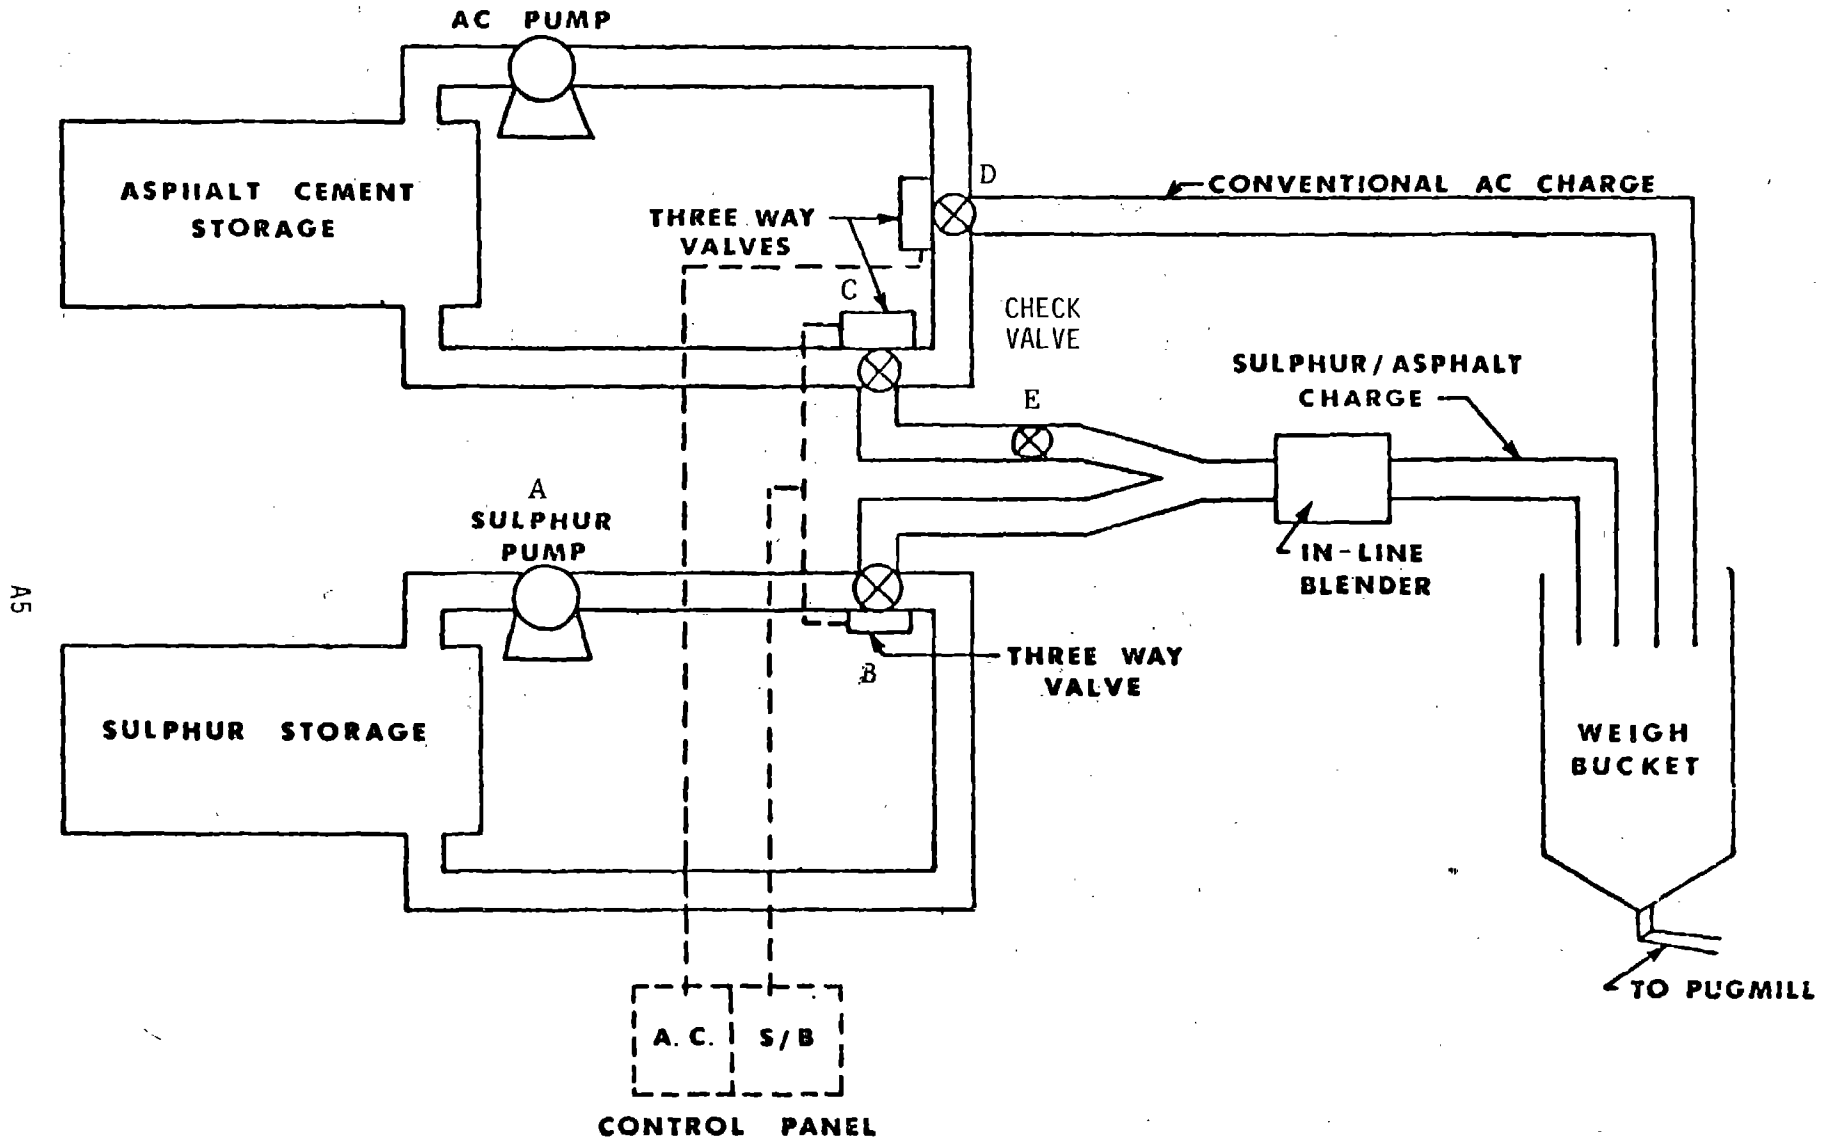 AC PUMP
D
CONVENTIONAL AC CHARGE
ASPHALT CEMENT
STORAGE
THREE WAY
VALVES
C
CHECK
VALVE
SULPHUR/ASPHALT
CHARGE
E
A
SULPHUR
PUMP
IN-LINE
BLENDER
A5
B
THREE WAY
VALVE
SULPHUR STORAGE
WEIGH
BUCKET
TO PUGMILL
A.C.
S/B
CONTROL PANEL